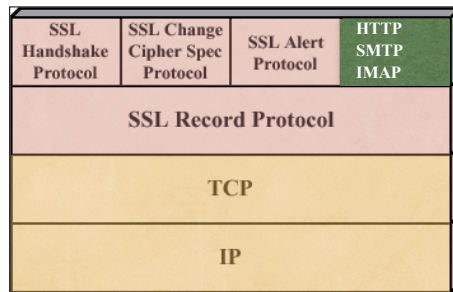 SSL
Handshake
Protocol
SSL Change
Cipher Spec
Protocol
SSL Alert
Protocol
HTTP
SMTP
IMAP
SSL Record Protocol
TCP
IP